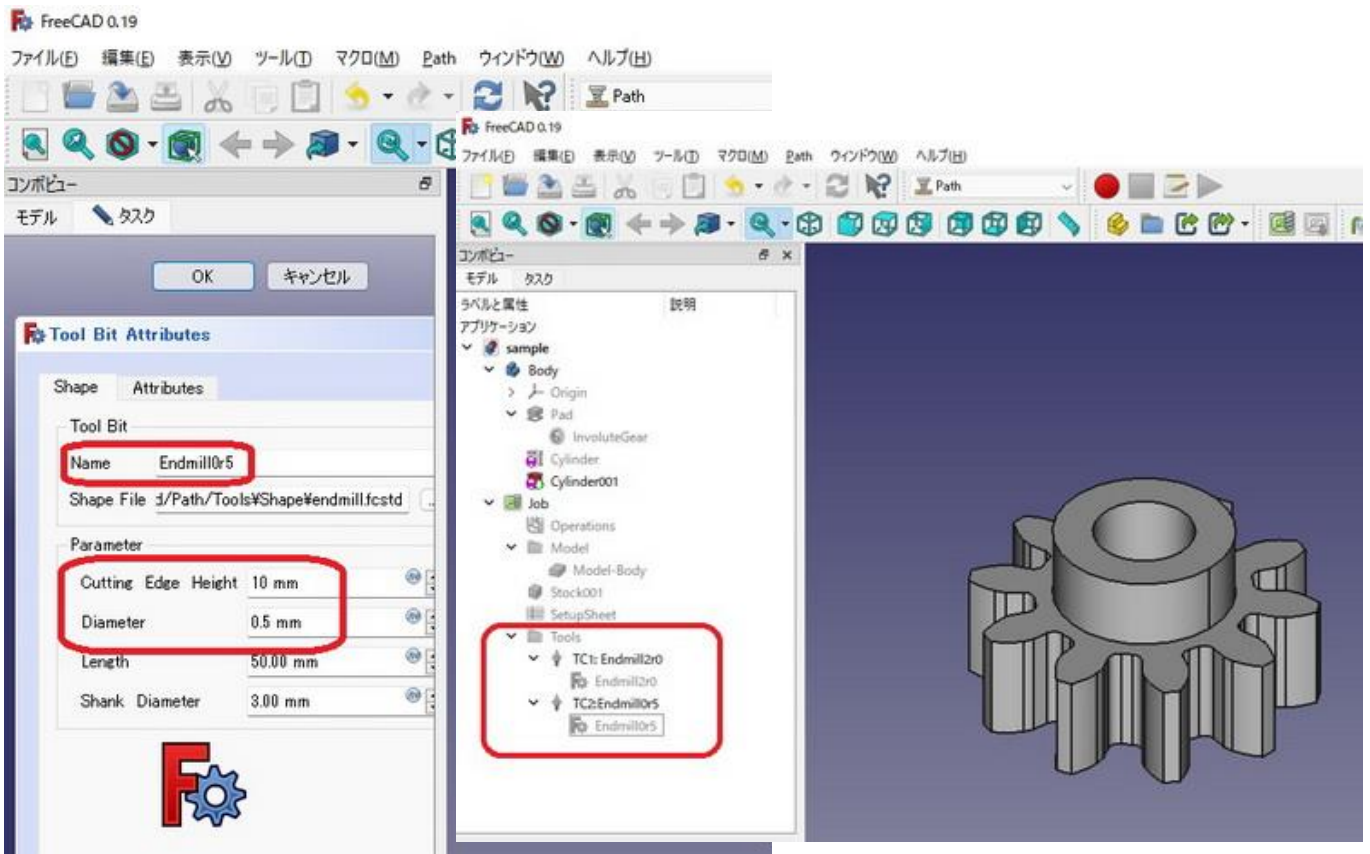 FreeCAD 0.19
ファイル(F) 編集(E) 表示(V) ツール(T) マクロ(M) Path ウィンドウ(W) ヘルプ(H)
Path
コンボビュー
モデル タスク
OK キャンセル
Tool Bit Attributes
Shape Attributes
Tool Bit
Name Endmill0r5
Shape File d/Path/Tools¥Shape¥endmill.fcstd ..
Parameter
Cutting Edge Height 10 mm
Diameter 0.5 mm
Length 50.00 mm
Shank Diameter 3.00 mm
FreeCAD 0.19
ファイル(F) 編集(E) 表示(V) ツール(T) マクロ(M) Path ウィンドウ(W) ヘルプ(H)
Path
コンボビュー
モデル タスク
ラベルと属性 説明
アプリケーション
sample
Body
Origin
Pad
InvoluteGear
Cylinder
Cylinder001
Job
Operations
Model
Model-Body
Stock001
SetupSheet
Tools
TC1: Endmill2r0
Endmill2r0
TC2:Endmill0r5
Endmill0r5